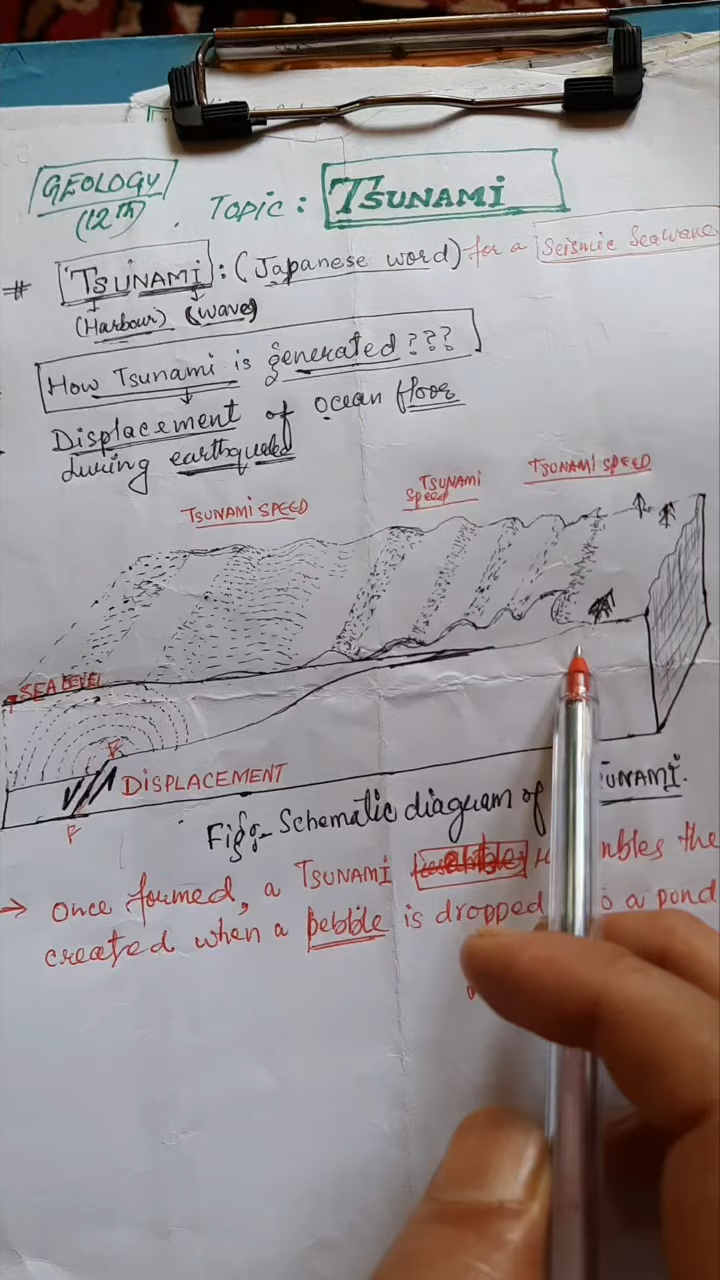 GEOLOGY
(12th)
Topic: TSUNAMI
# TSUNAMI: (Japanese word) for a Seismic Seawave
(Harbour) (Wave)
How Tsunami is generated???
Displacement of ocean floor
during earthquake
TSUNAMI SPEED
TSUNAMI
Speed
TSUNAMI SPEED
SEA LEVEL
F
DISPLACEMENT
F
Fig:- Schematic diagram of UNAMI.
→ Once formed, a TSUNAMI mbles the
created when a pebble is dropped o a pond